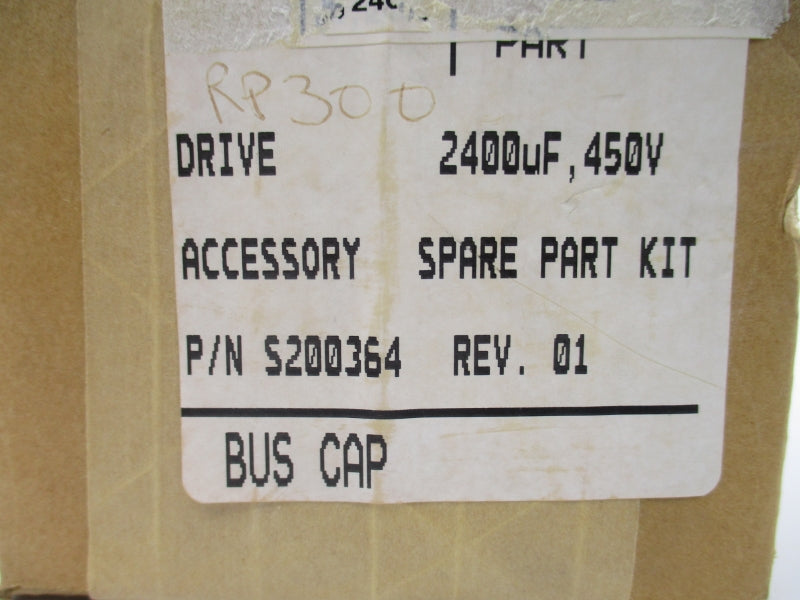 PART
RP300
DRIVE 2400uF,450V
ACCESSORY SPARE PART KIT
P/N S200364 REV. 01
BUS CAP